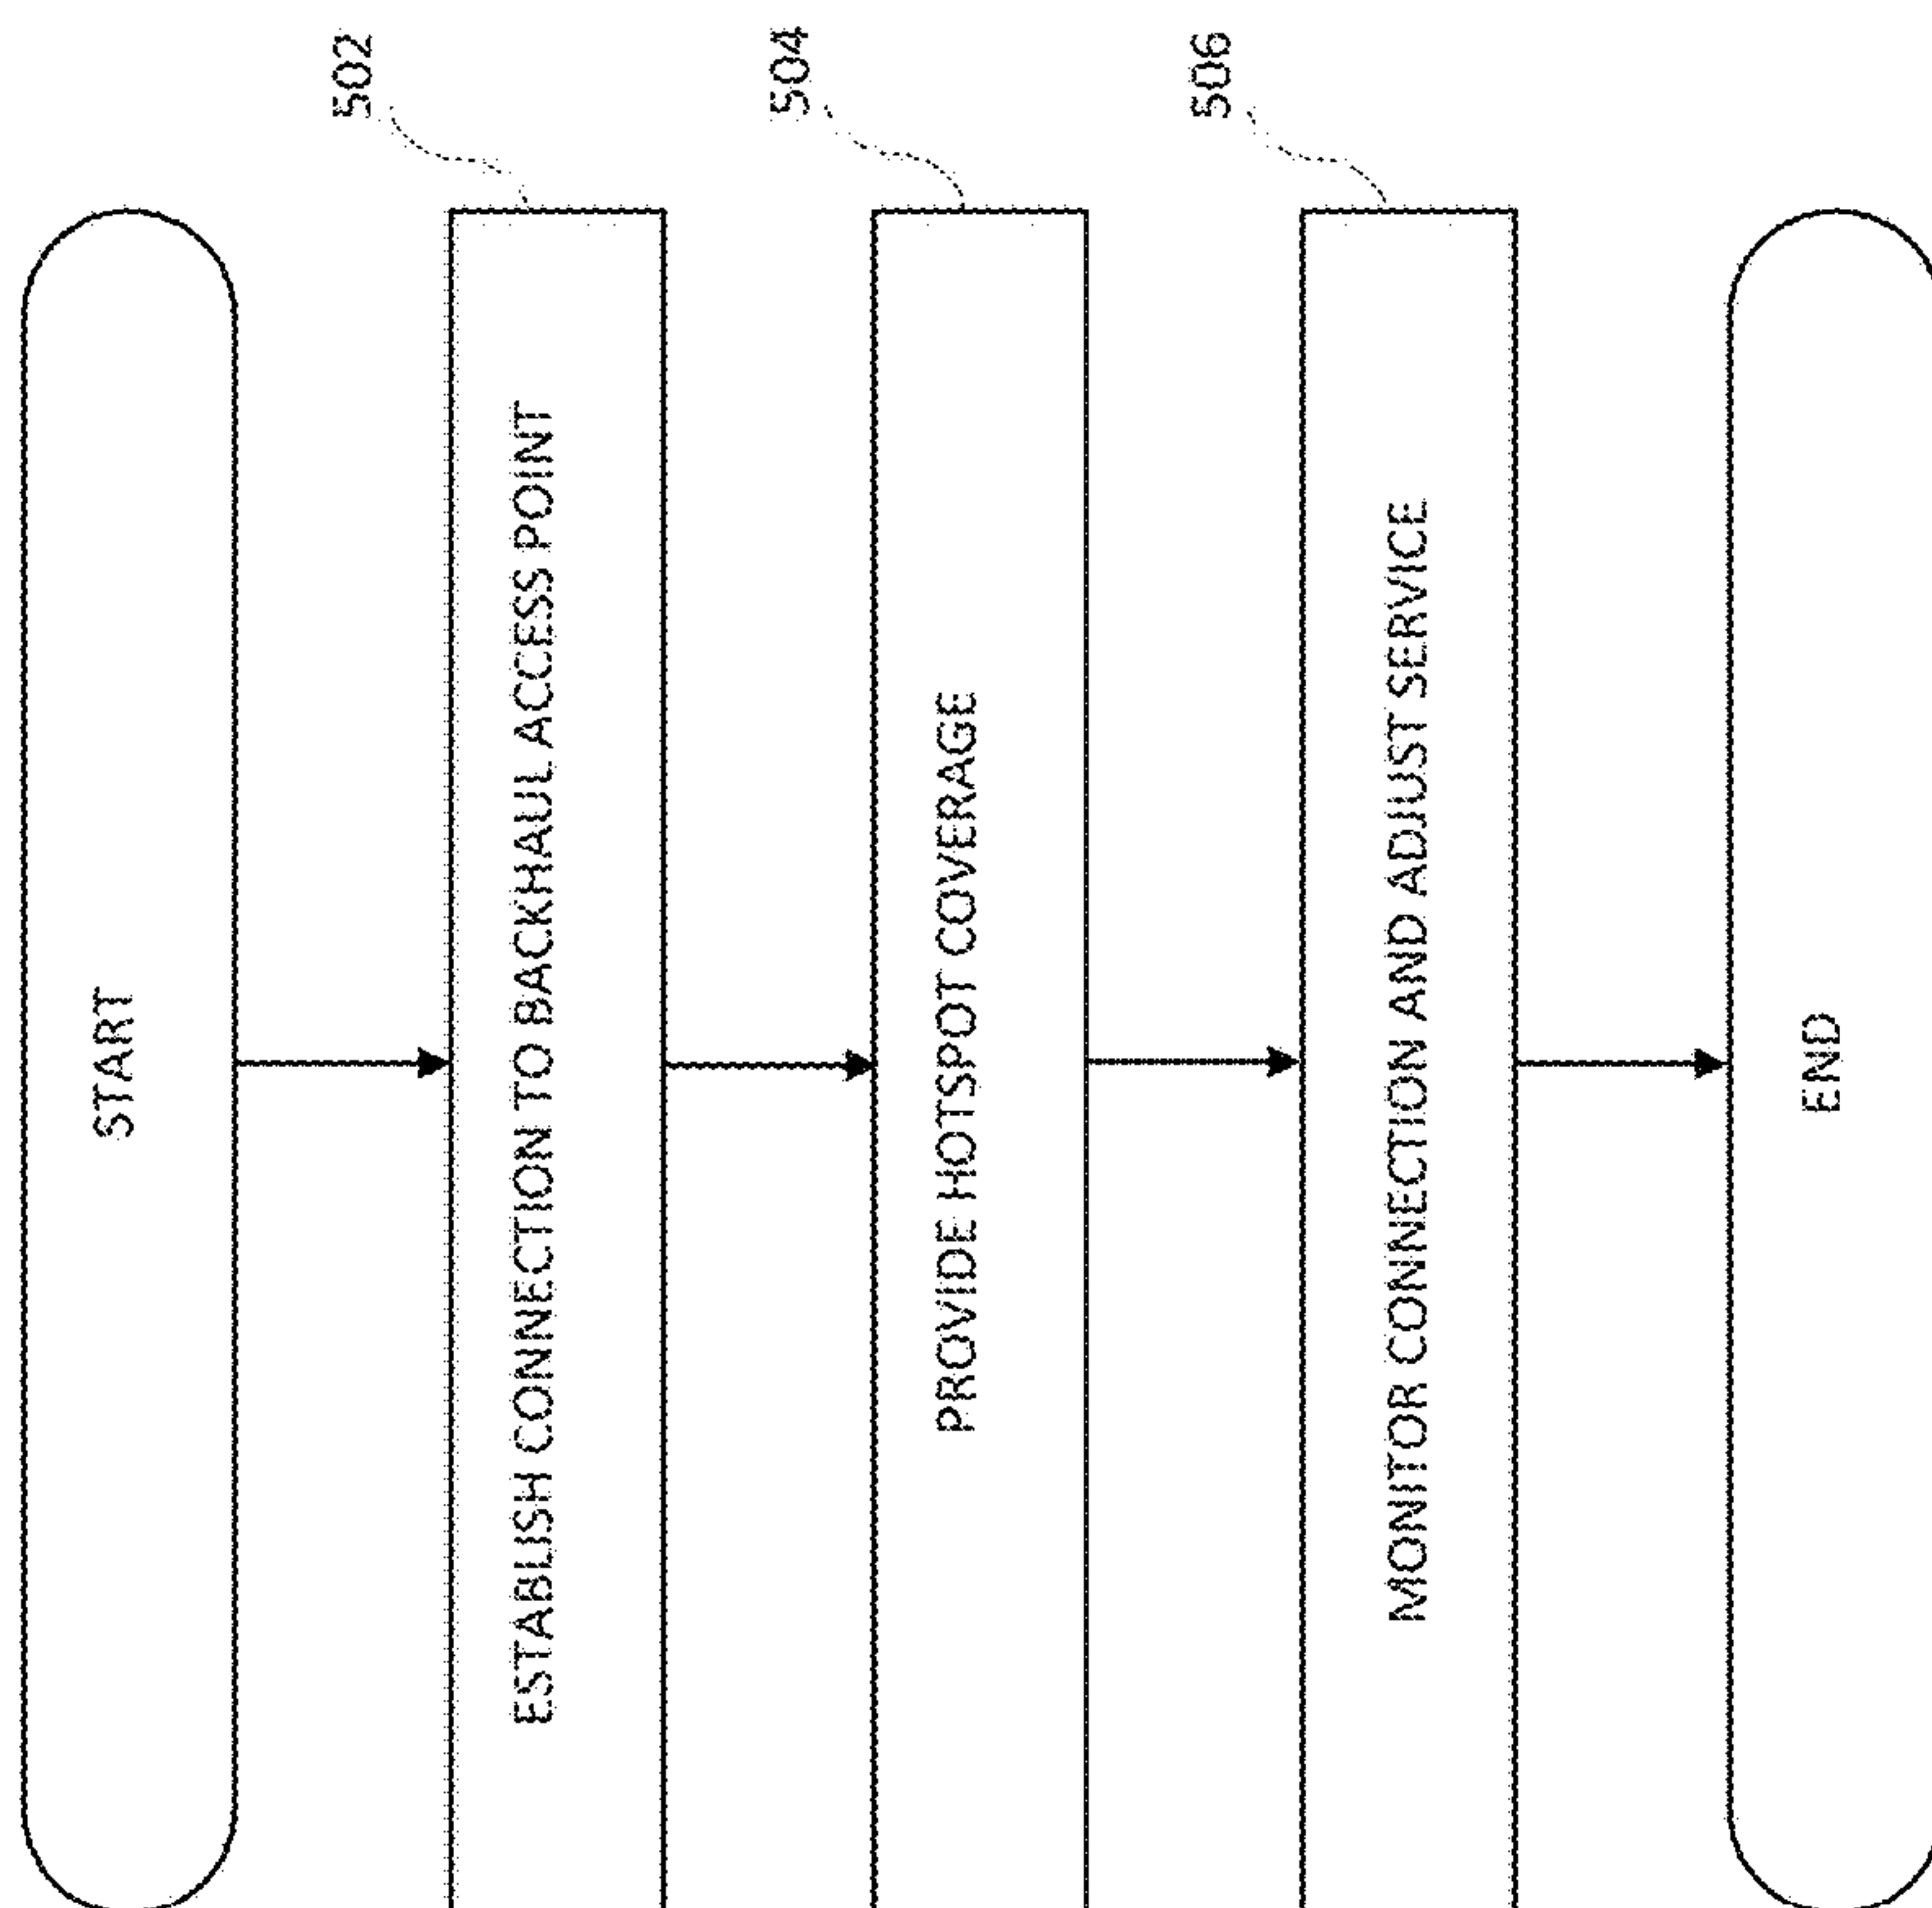 START
502
ESTABLISH CONNECTION TO BACKHAUL ACCESS POINT
504
PROVIDE HOTSPOT COVERAGE
506
MONITOR CONNECTION AND ADJUST SERVICE
END